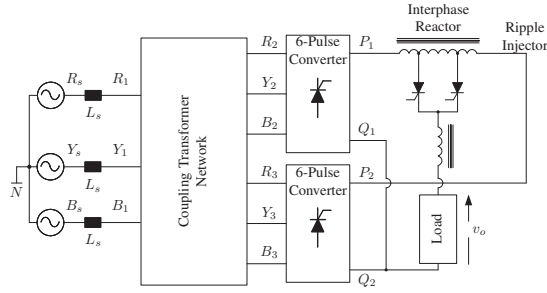 Interphase
Reactor
Ripple
Injector
R_2
6-Pulse
Converter
P_1
R_s
R_1
L_s
Y_2
Coupling Transformer
Network
B_2
Q_1
Y_s
Y_1
L_s
N
R_3
6-Pulse
Converter
P_2
B_s
B_1
L_s
Y_3
Load
v_o
B_3
Q_2